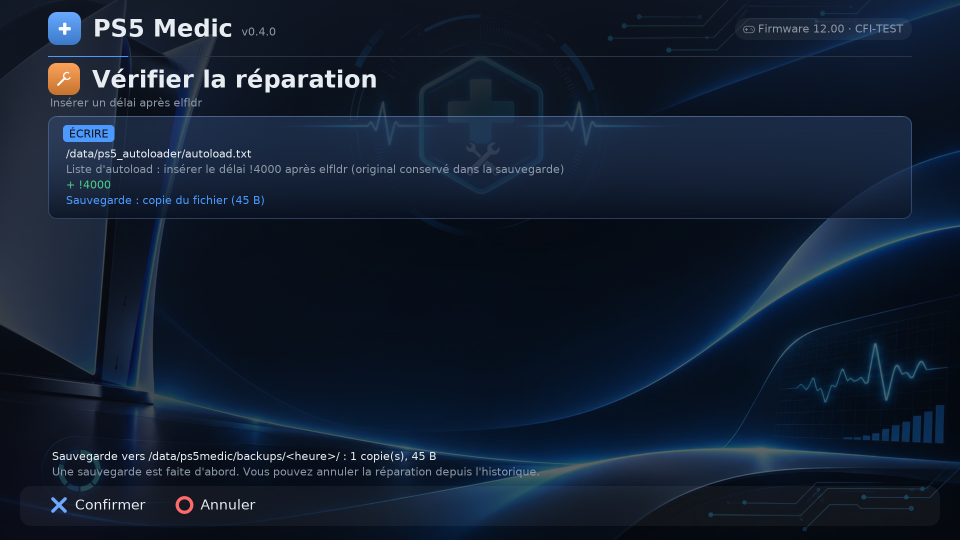 PS5 Medic v0.4.0
Firmware 12.00 · CFI-TEST
Vérifier la réparation
Insérer un délai après elfldr
ÉCRIRE
/data/ps5_autoloader/autoload.txt
Liste d'autoload : insérer le délai !4000 après elfldr (original conservé dans la sauvegarde)
+ !4000
Sauvegarde : copie du fichier (45 B)
Sauvegarde vers /data/ps5medic/backups/<heure>/ : 1 copie(s), 45 B
Une sauvegarde est faite d'abord. Vous pouvez annuler la réparation depuis l'historique.
Confirmer
Annuler